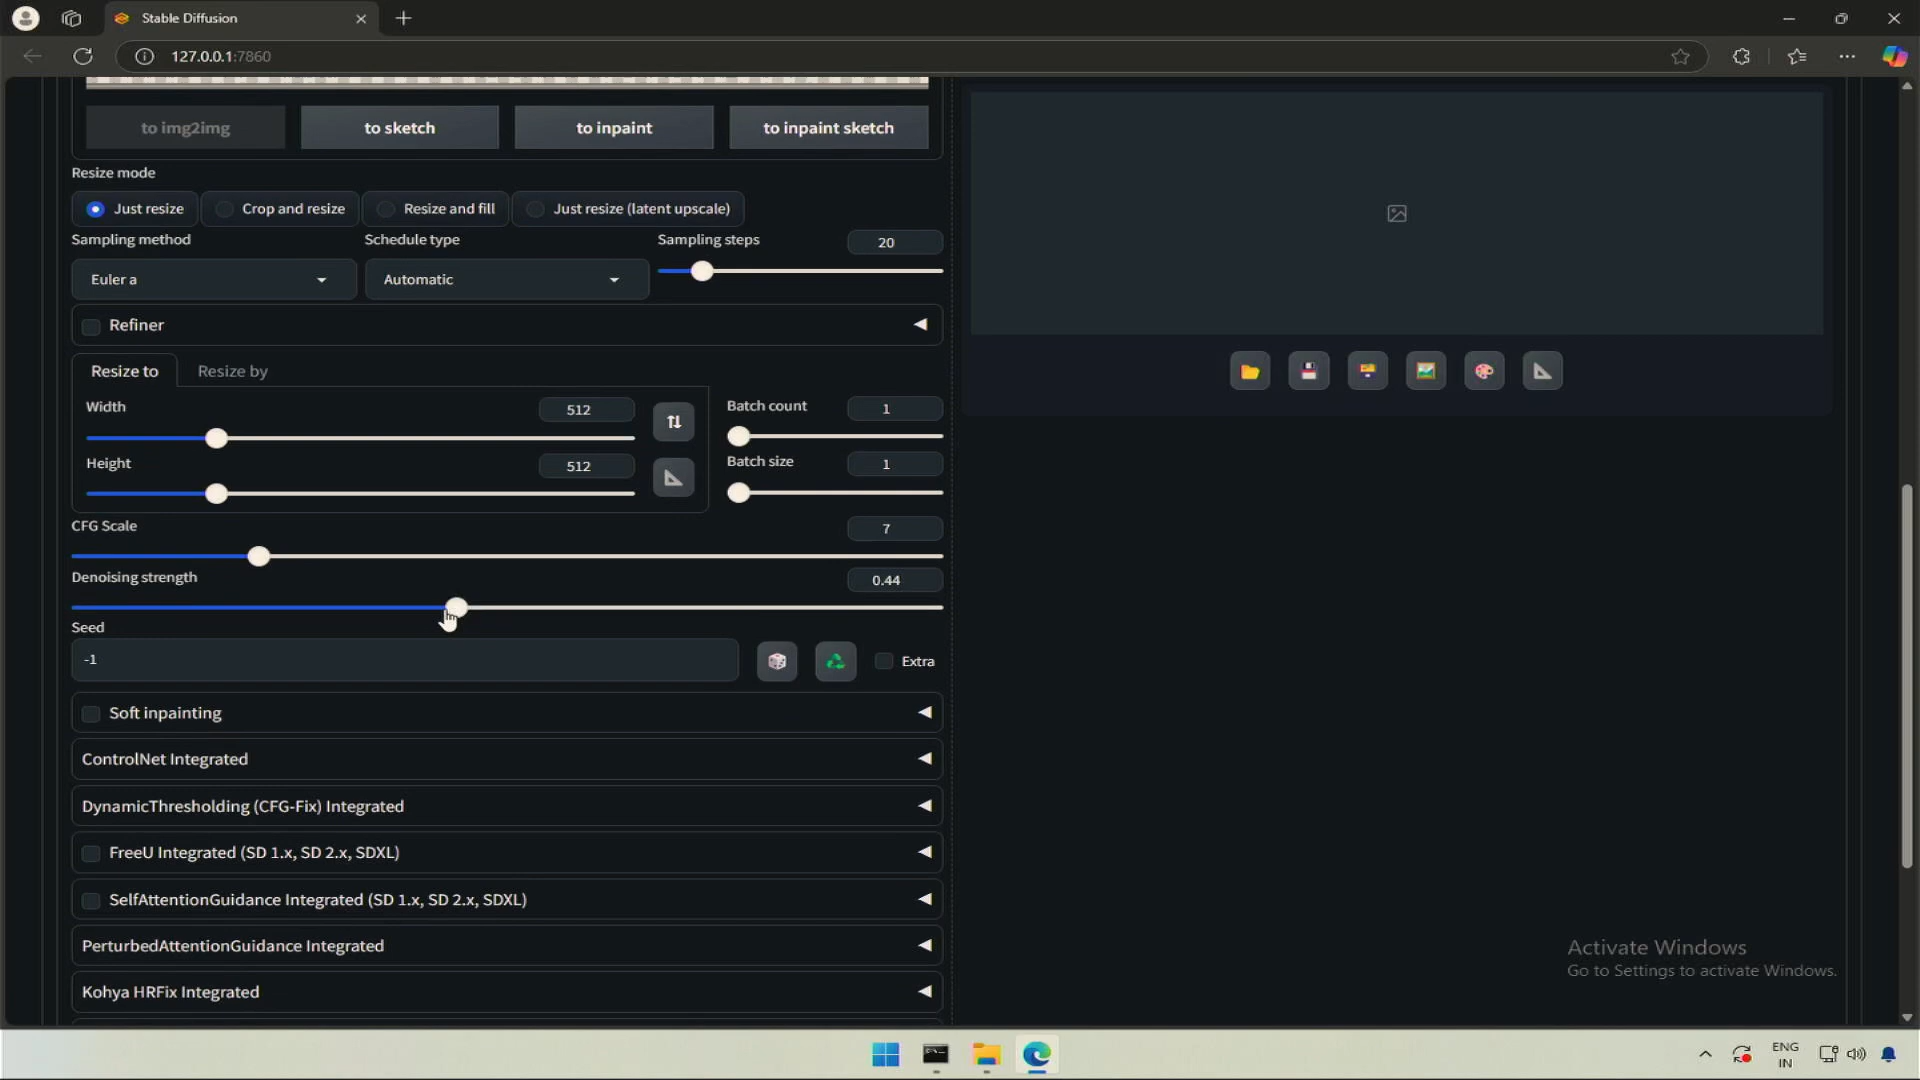 Stable Diffusion
127.0.0.1:7860
to img2img
to sketch
to inpaint
to inpaint sketch
Resize mode
Just resize
Crop and resize
Resize and fill
Just resize (latent upscale)
Sampling method
Schedule type
Sampling steps
20
Euler a
Automatic
Refiner
Resize to
Resize by
Width
512
Batch count
1
Height
512
Batch size
1
CFG Scale
7
Denoising strength
0.44
Seed
-1
Extra
Soft inpainting
ControlNet Integrated
DynamicThresholding (CFG-Fix) Integrated
FreeU Integrated (SD 1.x, SD 2.x, SDXL)
SelfAttentionGuidance Integrated (SD 1.x, SD 2.x, SDXL)
PerturbedAttentionGuidance Integrated
Activate Windows
Go to Settings to activate Windows.
Kohya HRFix Integrated
ENG
IN